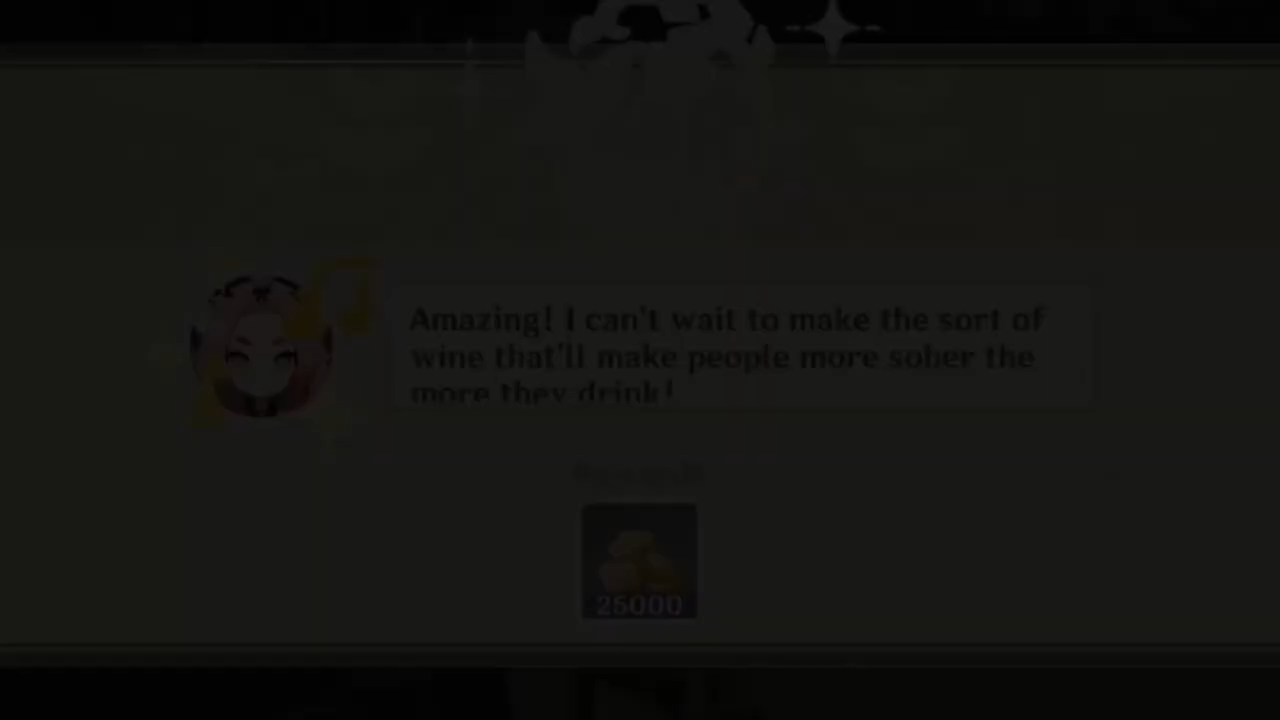 Amazing! I can't wait to make the sort of
wine that'll make people more sober the
more they drink!
25000